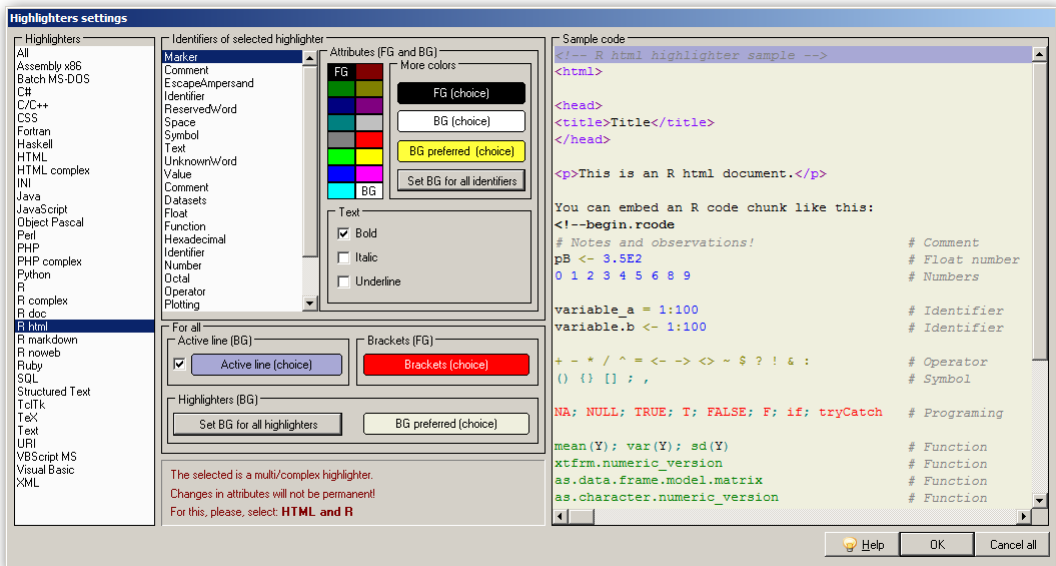 Highlighters settings
Highlighters
All
Assembly x86
Batch MS-DOS
C#
C/C++
CSS
Fortran
Haskell
HTML
HTML complex
INI
Java
JavaScript
Object Pascal
Perl
PHP
PHP complex
Python
R
R complex
R doc
R html
R markdown
R noweb
Ruby
SQL
Structured Text
Tcl/Tk
TeX
Text
URI
VBScript MS
Visual Basic
XML
Identifiers of selected highlighter
Marker
Comment
EscapeAmpersand
Identifier
ReservedWord
Space
Symbol
Text
UnknownWord
Value
Comment
Datasets
Float
Function
Hexadecimal
Identifier
Number
Octal
Operator
Plotting
Attributes (FG and BG)
FG
BG
More colors
FG (choice)
BG (choice)
BG preferred (choice)
Set BG for all identifiers
Text
Bold
Italic
Underline
For all
Active line (BG)
Active line (choice)
Brackets (FG)
Brackets (choice)
Highlighters (BG)
Set BG for all highlighters
BG preferred (choice)
The selected is a multi/complex highlighter.
Changes in attributes will not be permanent!
For this, please, select: HTML and R
Sample code
<!-- R html highlighter sample -->
<html>
<head>
<title>Title</title>
</head>
<p>This is an R html document.</p>
You can embed an R code chunk like this:
<!--begin.rcode
# Notes and observations! # Comment
pB <- 3.5E2 # Float number
0 1 2 3 4 5 6 8 9 # Numbers
variable_a = 1:100 # Identifier
variable.b <- 1:100 # Identifier
+ - * / ^ = <- -> <> ~ $ ? ! & : # Operator
() {} [] ; , # Symbol
NA; NULL; TRUE; T; FALSE; F; if; tryCatch # Programing
mean(Y); var(Y); sd(Y) # Function
xtfrm.numeric_version # Function
as.data.frame.model.matrix # Function
as.character.numeric_version # Function
Help
OK
Cancel all